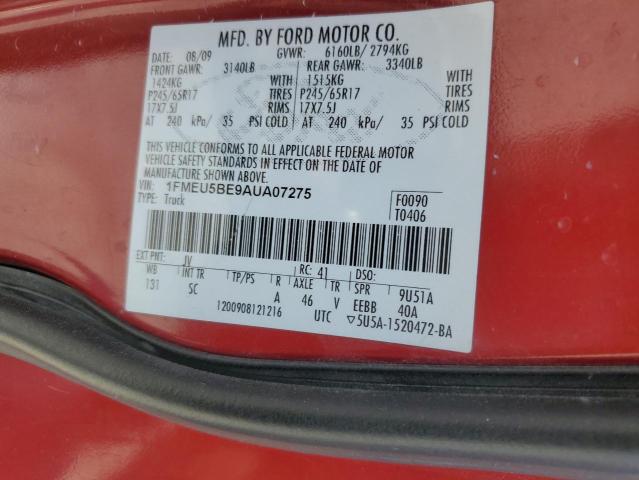 MFD. BY FORD MOTOR CO.
DATE: 08/09 GVWR: 6160LB/ 2794KG
FRONT GAWR: 3140LB REAR GAWR: 3340LB
1424KG WITH 1515KG WITH
P245/65R17 TIRES P245/65R17 TIRES
17X7.5J RIMS 17X7.5J RIMS
AT 240 kPa/ 35 PSI COLD AT 240 kPa/ 35 PSI COLD
THIS VEHICLE CONFORMS TO ALL APPLICABLE FEDERAL MOTOR
VEHICLE SAFETY STANDARDS IN EFFECT ON THE DATE OF
MANUFACTURE SHOWN ABOVE.
VIN: 1FMEU5BE9AUA07275 F0090
TYPE: Truck T0406
EXT PNT: JV RC: 41 DSO:
WB INT TR TP/PS R AXLE TR SPR 9U51A
131 SC A 46 V EEBB 40A
1200908121216 UTC ▽5U5A-1520472-BA